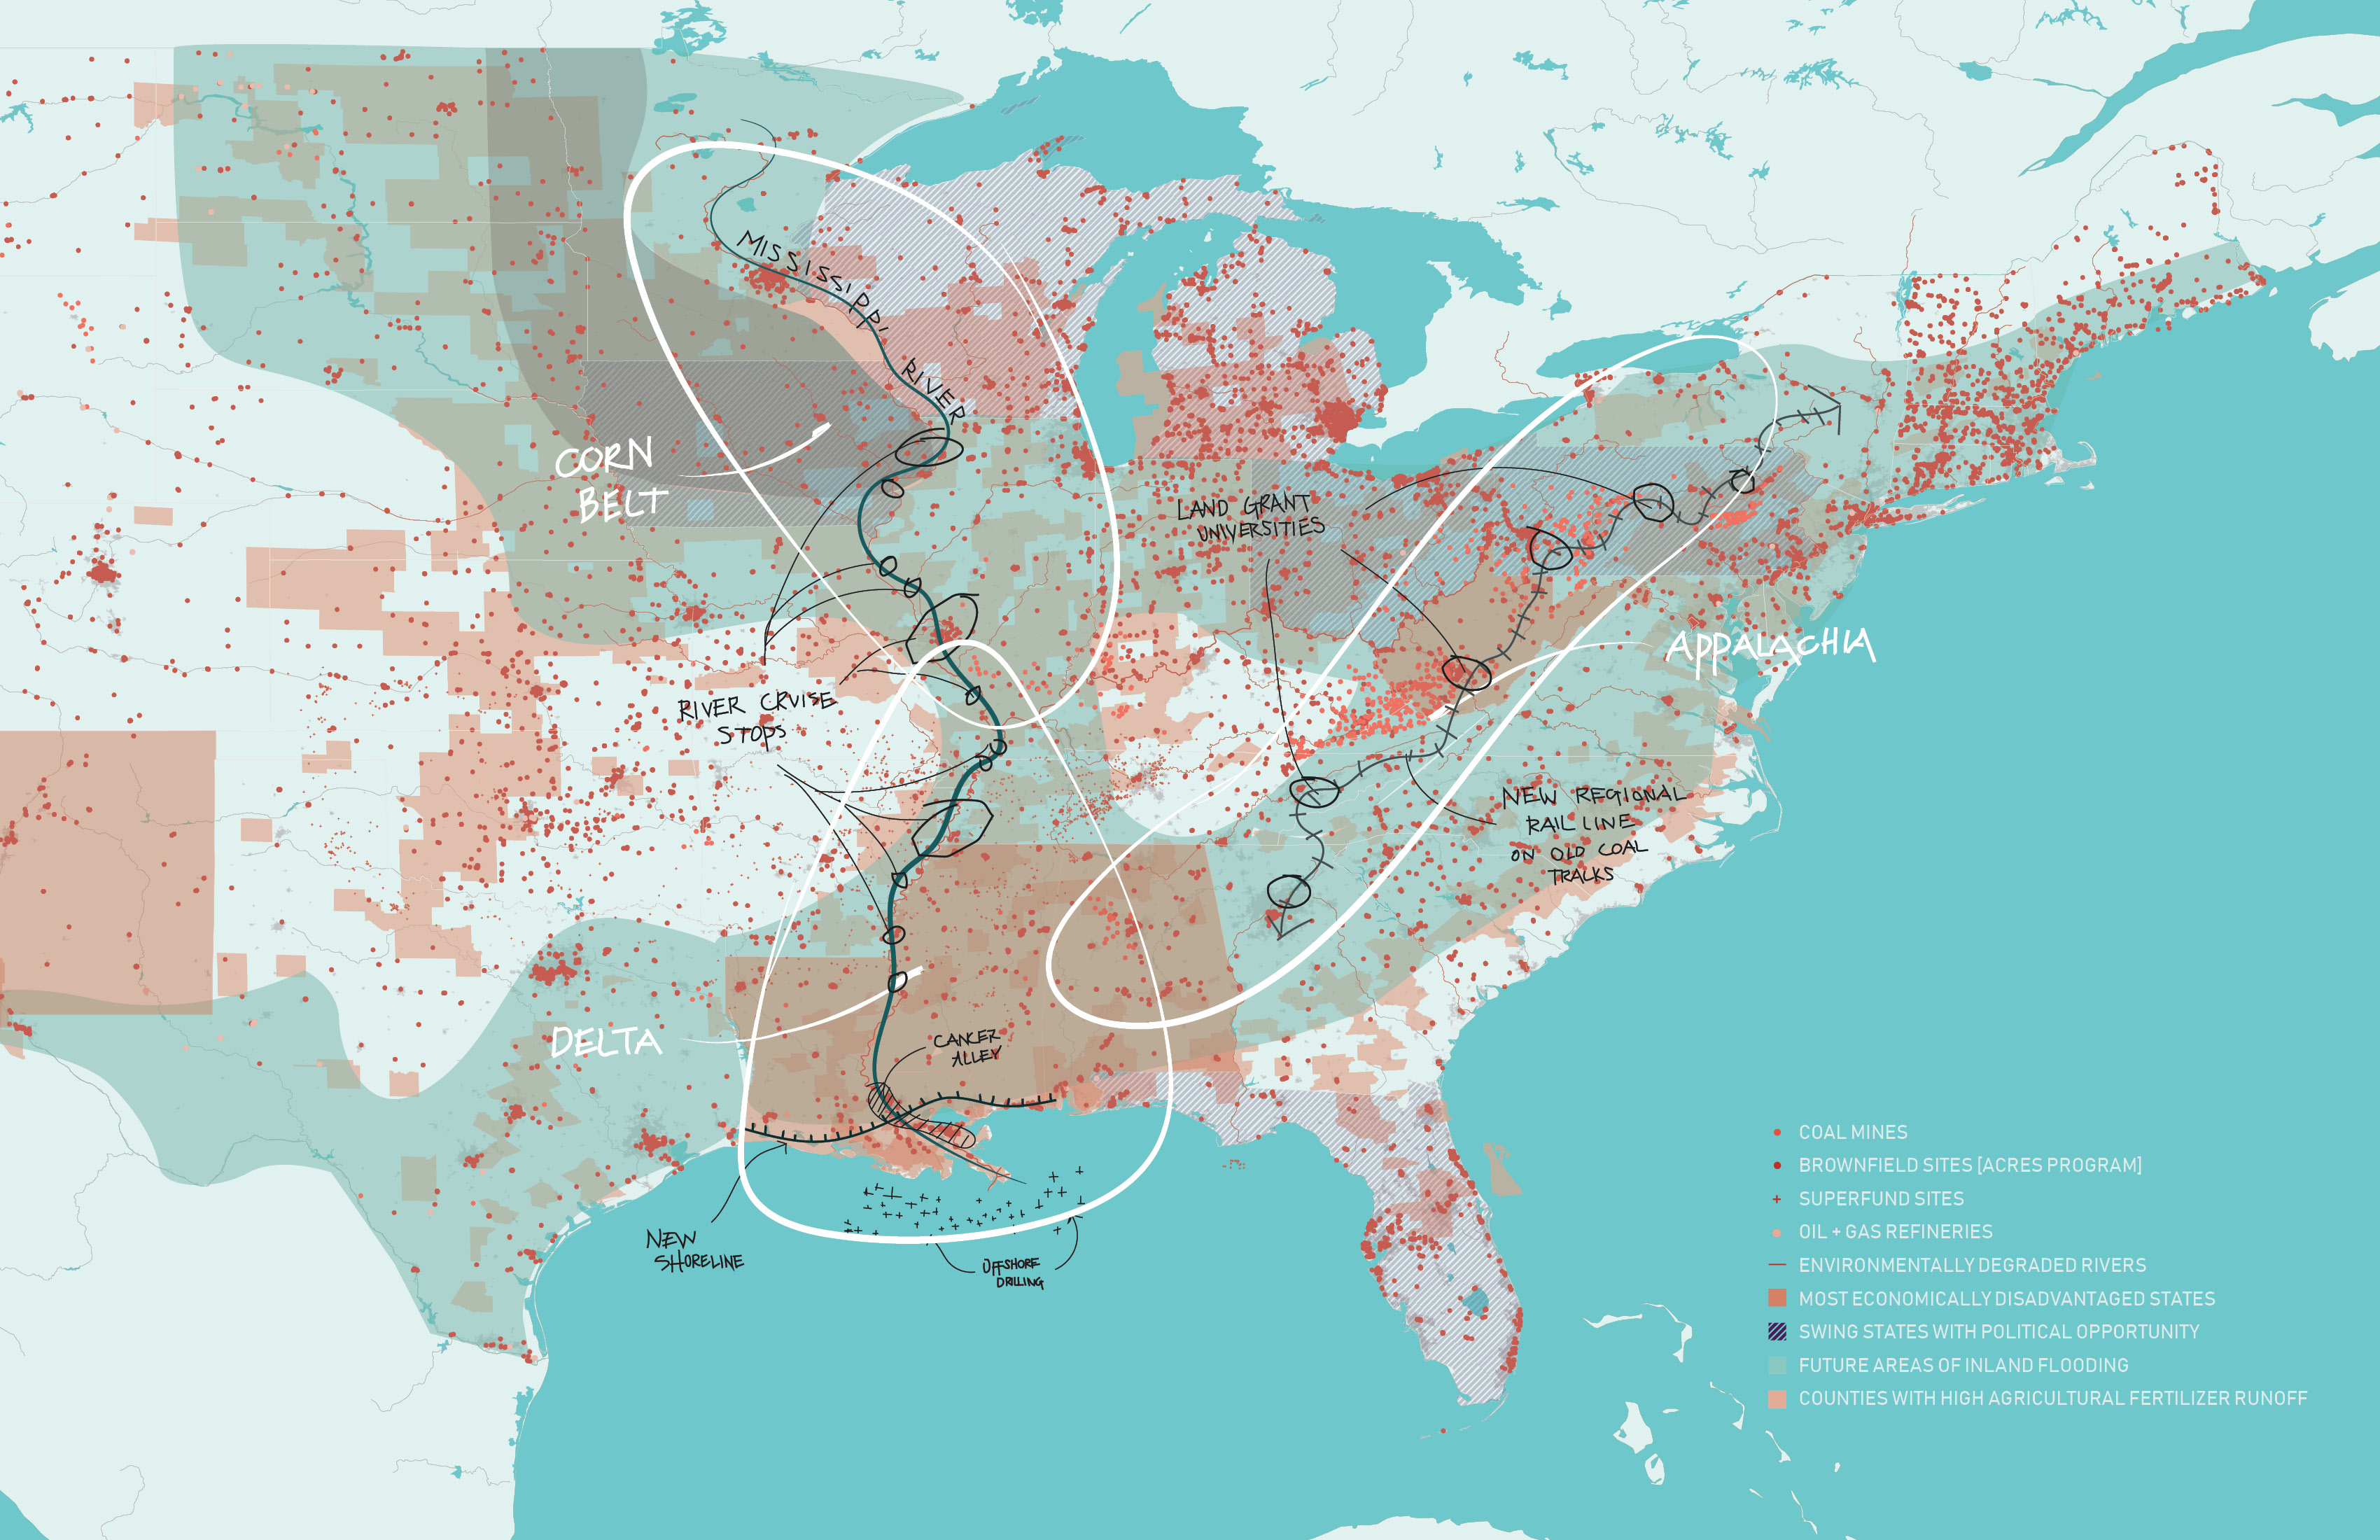 MISSISSIPPI
RIVER
CORN
BELT
LAND GRANT
UNIVERSITIES
APPALACHIA
RIVER CRUISE
STOPS
NEW REGIONAL
RAIL LINE
ON OLD COAL
TRACKS
DELTA
CANCER
ALLEY
NEW
SHORELINE
OFFSHORE
DRILLING
COAL MINES
BROWNFIELD SITES [ACRES PROGRAM]
SUPERFUND SITES
OIL + GAS REFINERIES
ENVIRONMENTALLY DEGRADED RIVERS
MOST ECONOMICALLY DISADVANTAGED STATES
SWING STATES WITH POLITICAL OPPORTUNITY
FUTURE AREAS OF INLAND FLOODING
COUNTIES WITH HIGH AGRICULTURAL FERTILIZER RUNOFF